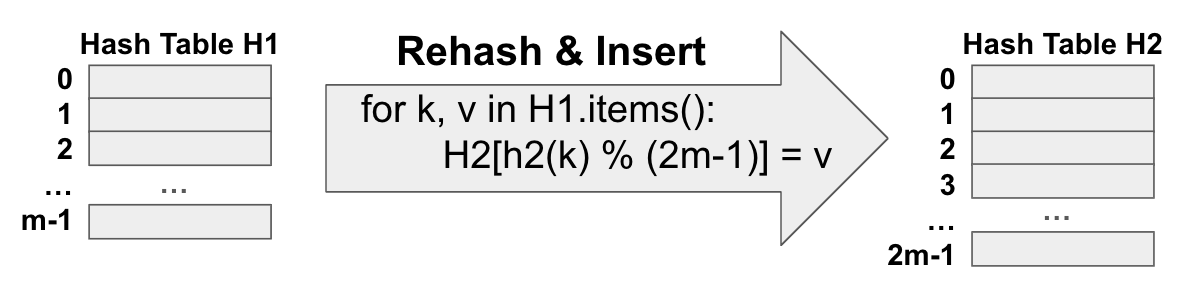 Hash Table H1
0
1
2
...
m-1
...
Rehash & Insert
for k, v in H1.items():
H2[h2(k) % (2m-1)] = v
Hash Table H2
0
1
2
3
...
2m-1
...